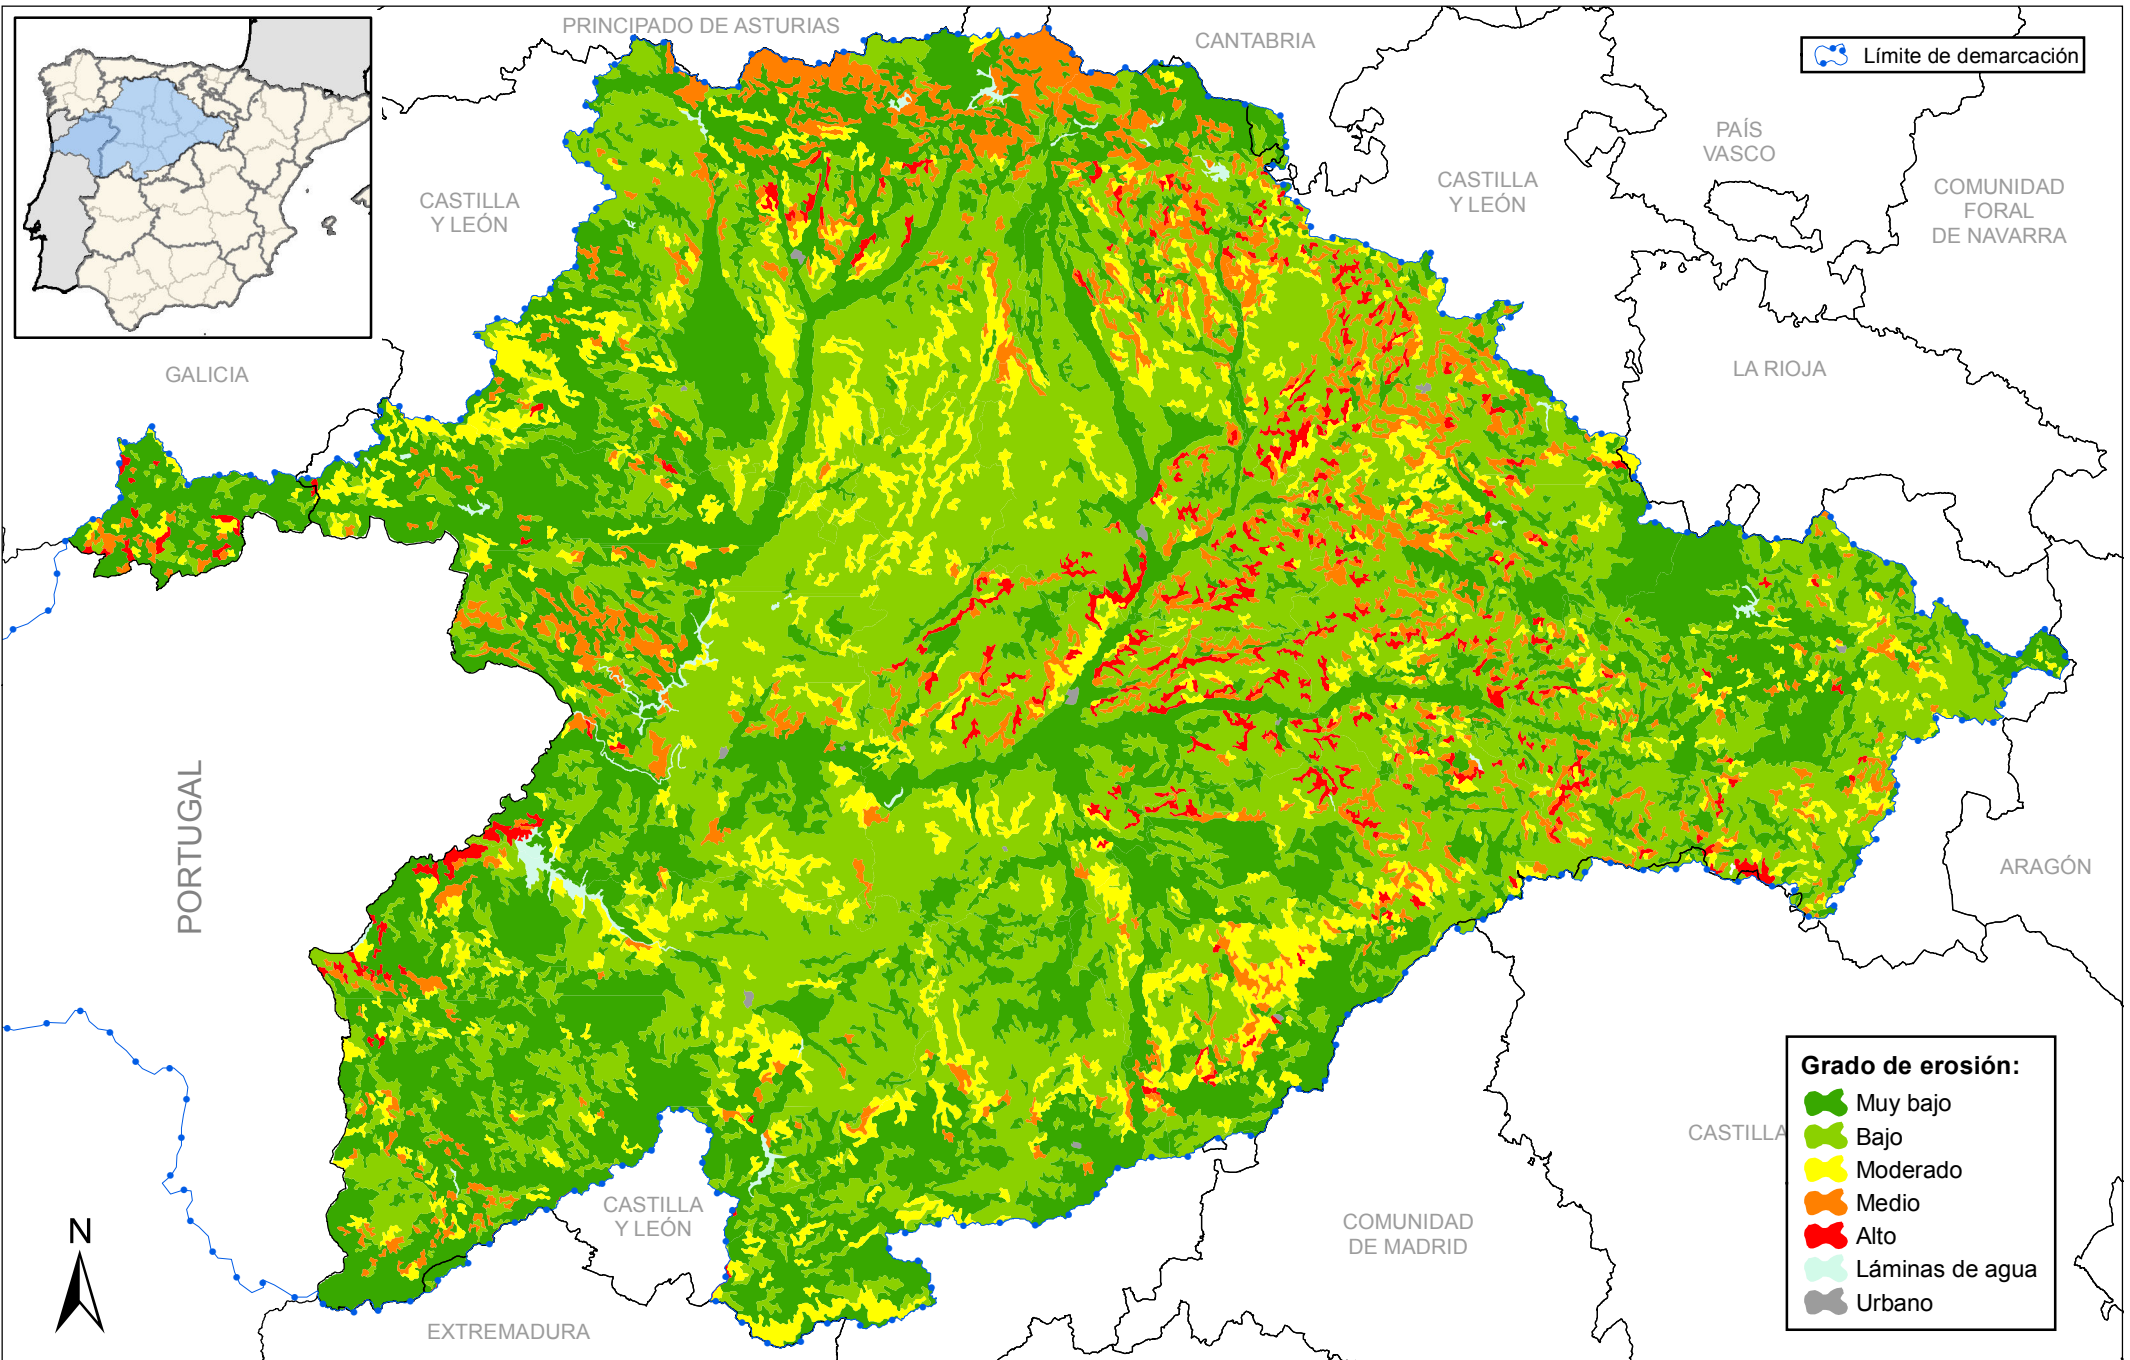 PRINCIPADO DE ASTURIAS
CANTABRIA
Límite de demarcación
PAÍS
VASCO
CASTILLA
Y LEÓN
CASTILLA
Y LEÓN
COMUNIDAD
FORAL
DE NAVARRA
GALICIA
LA RIOJA
PORTUGAL
ARAGÓN
Grado de erosión:
Muy bajo
Bajo
Moderado
Medio
Alto
Láminas de agua
Urbano
CASTILLA
CASTILLA
Y LEÓN
COMUNIDAD
DE MADRID
N
EXTREMADURA